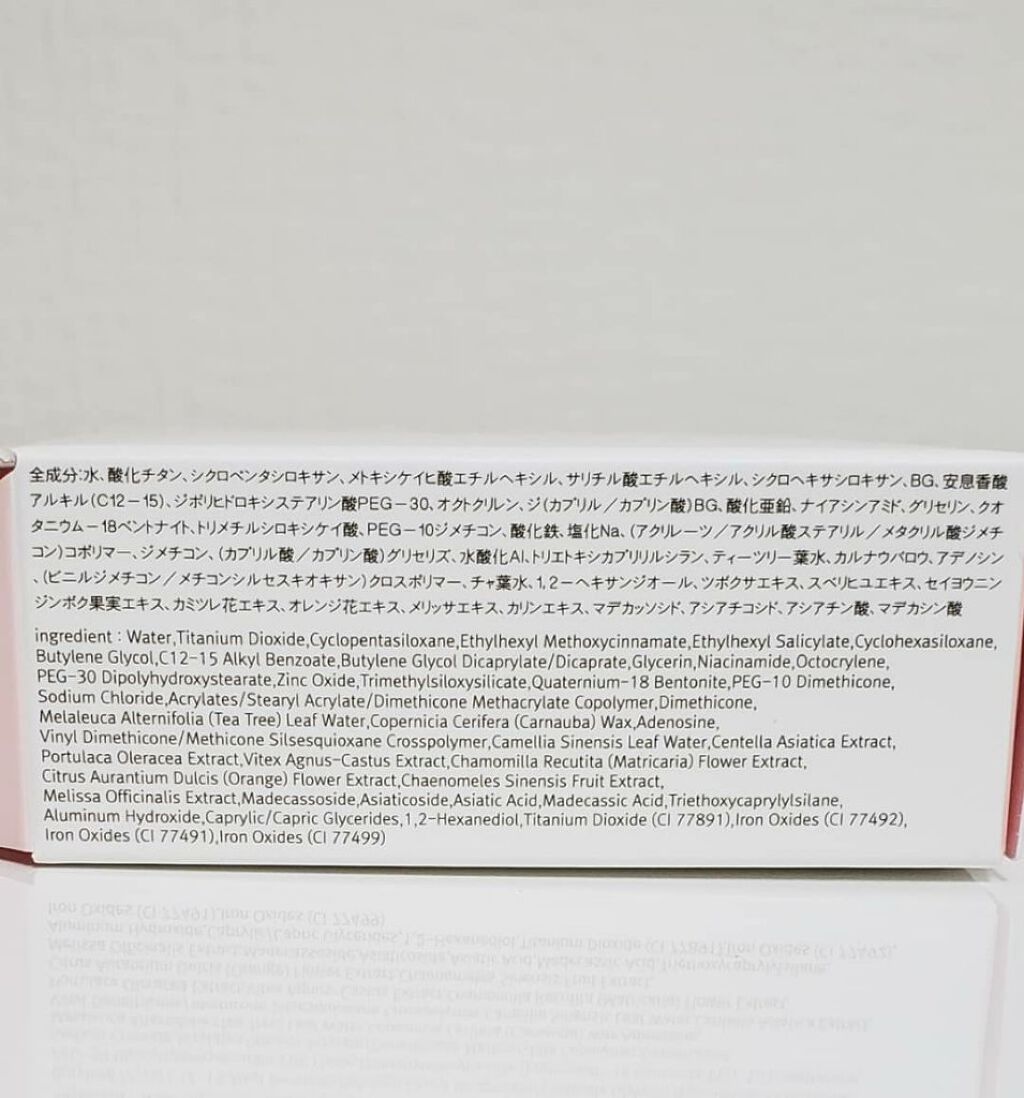 全成分:水、酸化チタン、シクロペンタシロキサン、メトキシケイヒ酸エチルヘキシル、サリチル酸エチルヘキシル、シクロヘキサシロキサン、BG、安息香酸
アルキル(C12-15)、ジポリヒドロキシステアリン酸PEG-30、オクトクリレン、ジ(カプリル/カプリン酸)BG、酸化亜鉛、ナイアシンアミド、グリセリン、クオ
タニウム-18ベントナイト、トリメチルシロキシケイ酸、PEG-10ジメチコン、酸化鉄、塩化Na、(アクリレーツ/アクリル酸ステアリル/メタクリル酸ジメチ
コン)コポリマー、ジメチコン、(カプリル酸/カプリン酸)グリセリズ、水酸化Al、トリエトキシカプリリルシラン、ティーツリー葉水、カルナウバロウ、アデノシン
、(ビニルジメチコン/メチコンシルセスキオキサン)クロスポリマー、チャ葉水、1,2-ヘキサンジオール、ツボクサエキス、スベリヒユエキス、セイヨウニン
ジンボク果実エキス、カミツレ花エキス、オレンジ花エキス、メリッサエキス、カリンエキス、マデカッソシド、アシアチコシド、アシアチン酸、マデカシン酸
ingredient : Water,Titanium Dioxide,Cyclopentasiloxane,Ethylhexyl Methoxycinnamate,Ethylhexyl Salicylate,Cyclohexasiloxane,
Butylene Glycol,C12-15 Alkyl Benzoate,Butylene Glycol Dicaprylate/Dicaprate,Glycerin,Niacinamide,Octocrylene,
PEG-30 Dipolyhydroxystearate,Zinc Oxide,Trimethylsiloxysilicate,Quaternium-18 Bentonite,PEG-10 Dimethicone,
Sodium Chloride,Acrylates/Stearyl Acrylate/Dimethicone Methacrylate Copolymer,Dimethicone,
Melaleuca Alternifolia (Tea Tree) Leaf Water,Copernicia Cerifera (Carnauba) Wax,Adenosine,
Vinyl Dimethicone/Methicone Silsesquioxane Crosspolymer,Camellia Sinensis Leaf Water,Centella Asiatica Extract,
Portulaca Oleracea Extract,Vitex Agnus-Castus Extract,Chamomilla Recutita (Matricaria) Flower Extract,
Citrus Aurantium Dulcis (Orange) Flower Extract,Chaenomeles Sinensis Fruit Extract,
Melissa Officinalis Extract,Madecassoside,Asiaticoside,Asiatic Acid,Madecassic Acid,Triethoxycaprylylsilane,
Aluminum Hydroxide,Caprylic/Capric Glycerides,1,2-Hexanediol,Titanium Dioxide (CI 77891),Iron Oxides (CI 77492),
Iron Oxides (CI 77491),Iron Oxides (CI 77499)